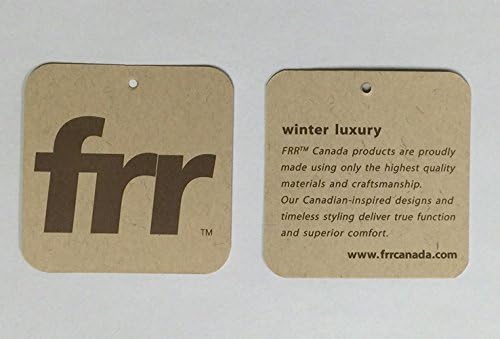 frr
TM
winter luxury
FRR™ Canada products are proudly
made using only the highest quality
materials and craftsmanship.
Our Canadian-inspired designs and
timeless styling deliver true function
and superior comfort.
www.frrcanada.com